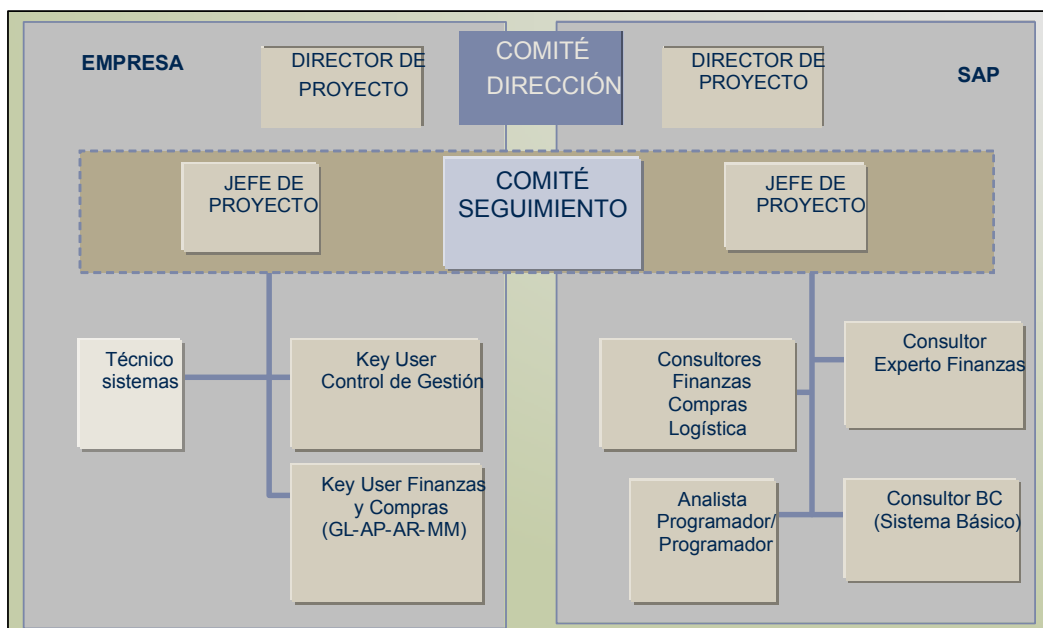 EMPRESA
DIRECTOR DE
PROYECTO
COMITÉ
DIRECCIÓN
DIRECTOR DE
PROYECTO
SAP
JEFE DE
PROYECTO
COMITÉ
SEGUIMIENTO
JEFE DE
PROYECTO
Técnico
sistemas
Key User
Control de Gestión
Consultores
Finanzas
Compras
Logística
Consultor
Experto Finanzas
Key User Finanzas
y Compras
(GL-AP-AR-MM)
Analista
Programador/
Programador
Consultor BC
(Sistema Básico)